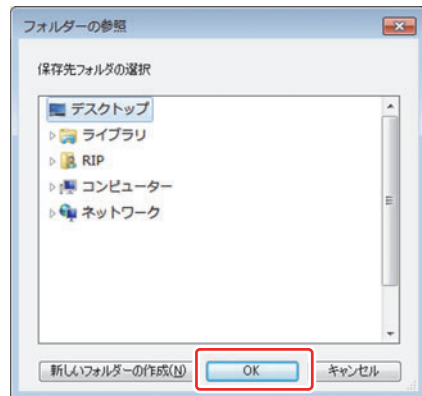 フォルダーの参照
保存先フォルダの選択
デスクトップ
ライブラリ
RIP
コンピューター
ネットワーク
新しいフォルダーの作成(N) OK キャンセル